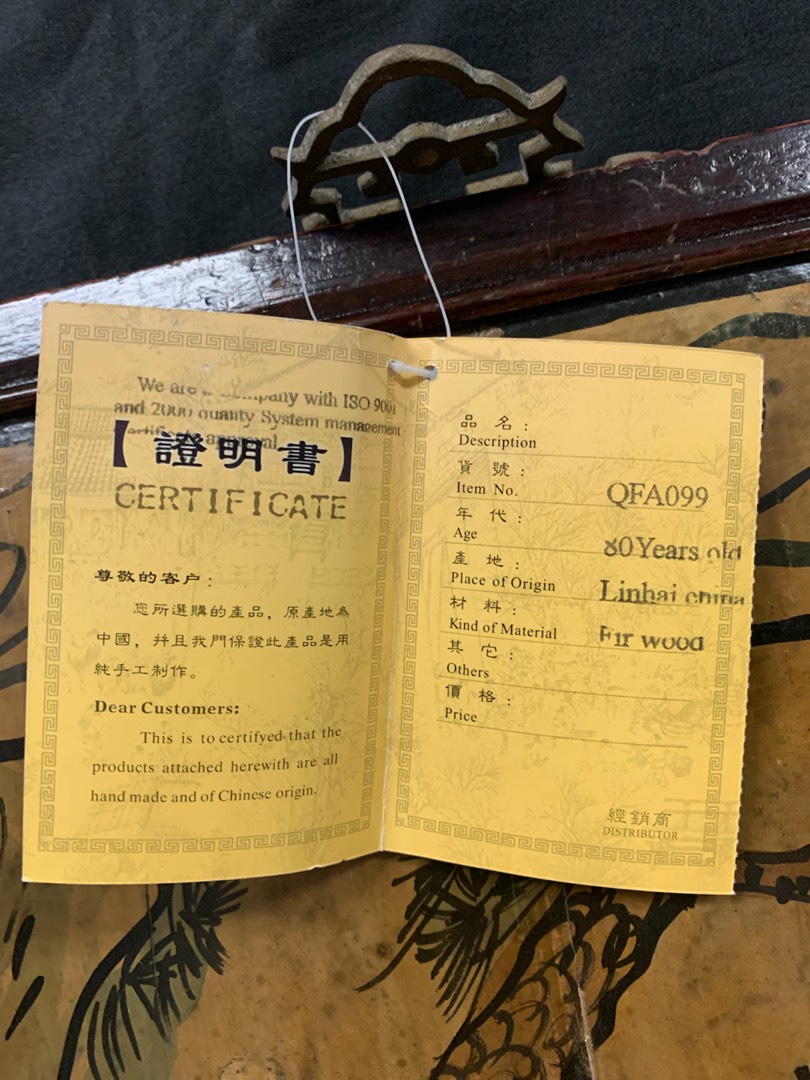 We are a Company with ISO 9001
and 2000 quality System management
certificate approval
【證明書】
CERTIFICATE
尊敬的客户：
您所選購的產品，原產地為
中國，并且我門保證此產品是用
純手工制作。
Dear Customers:
This is to certifyed that the
products attached herewith are all
hand made and of Chinese origin.
品 名：
Description
貨 號：
Item No. QFA099
年 代：
Age 80 Years old
產 地：
Place of Origin Linhai china
材 料：
Kind of Material Fir wood
其 它：
Others
價 格：
Price
經銷商
DISTRIBUTOR